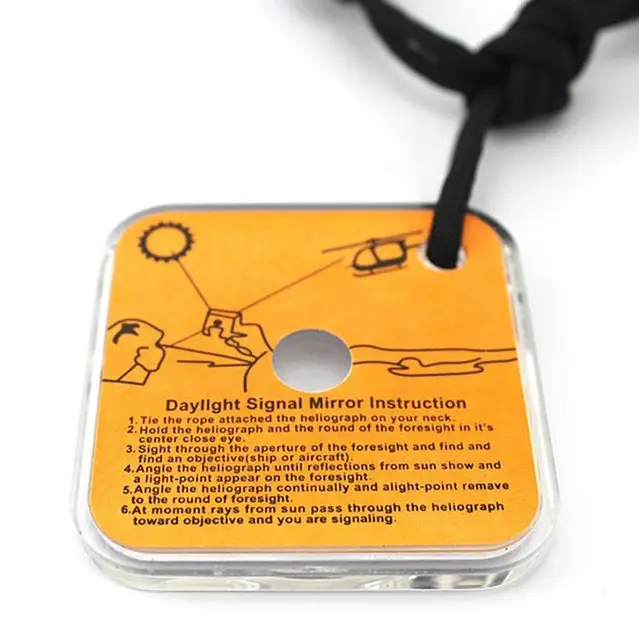 Daylight Signal Mirror Instruction
1. Tie the rope attached the heliograph on your neck.
2. Hold the heliograph and the round of the foresight in it's
center close eye.
3. Sight through the aperture of the foresight and find and
find an objective(ship or aircraft).
4. Angle the heliograph until reflections from sun show and
a light-point appear on the foresight.
5. Angle the heliograph continually and alight-point remave
to the round of foresight.
6. At moment rays from sun pass through the heliograph
toward objective and you are signaling.